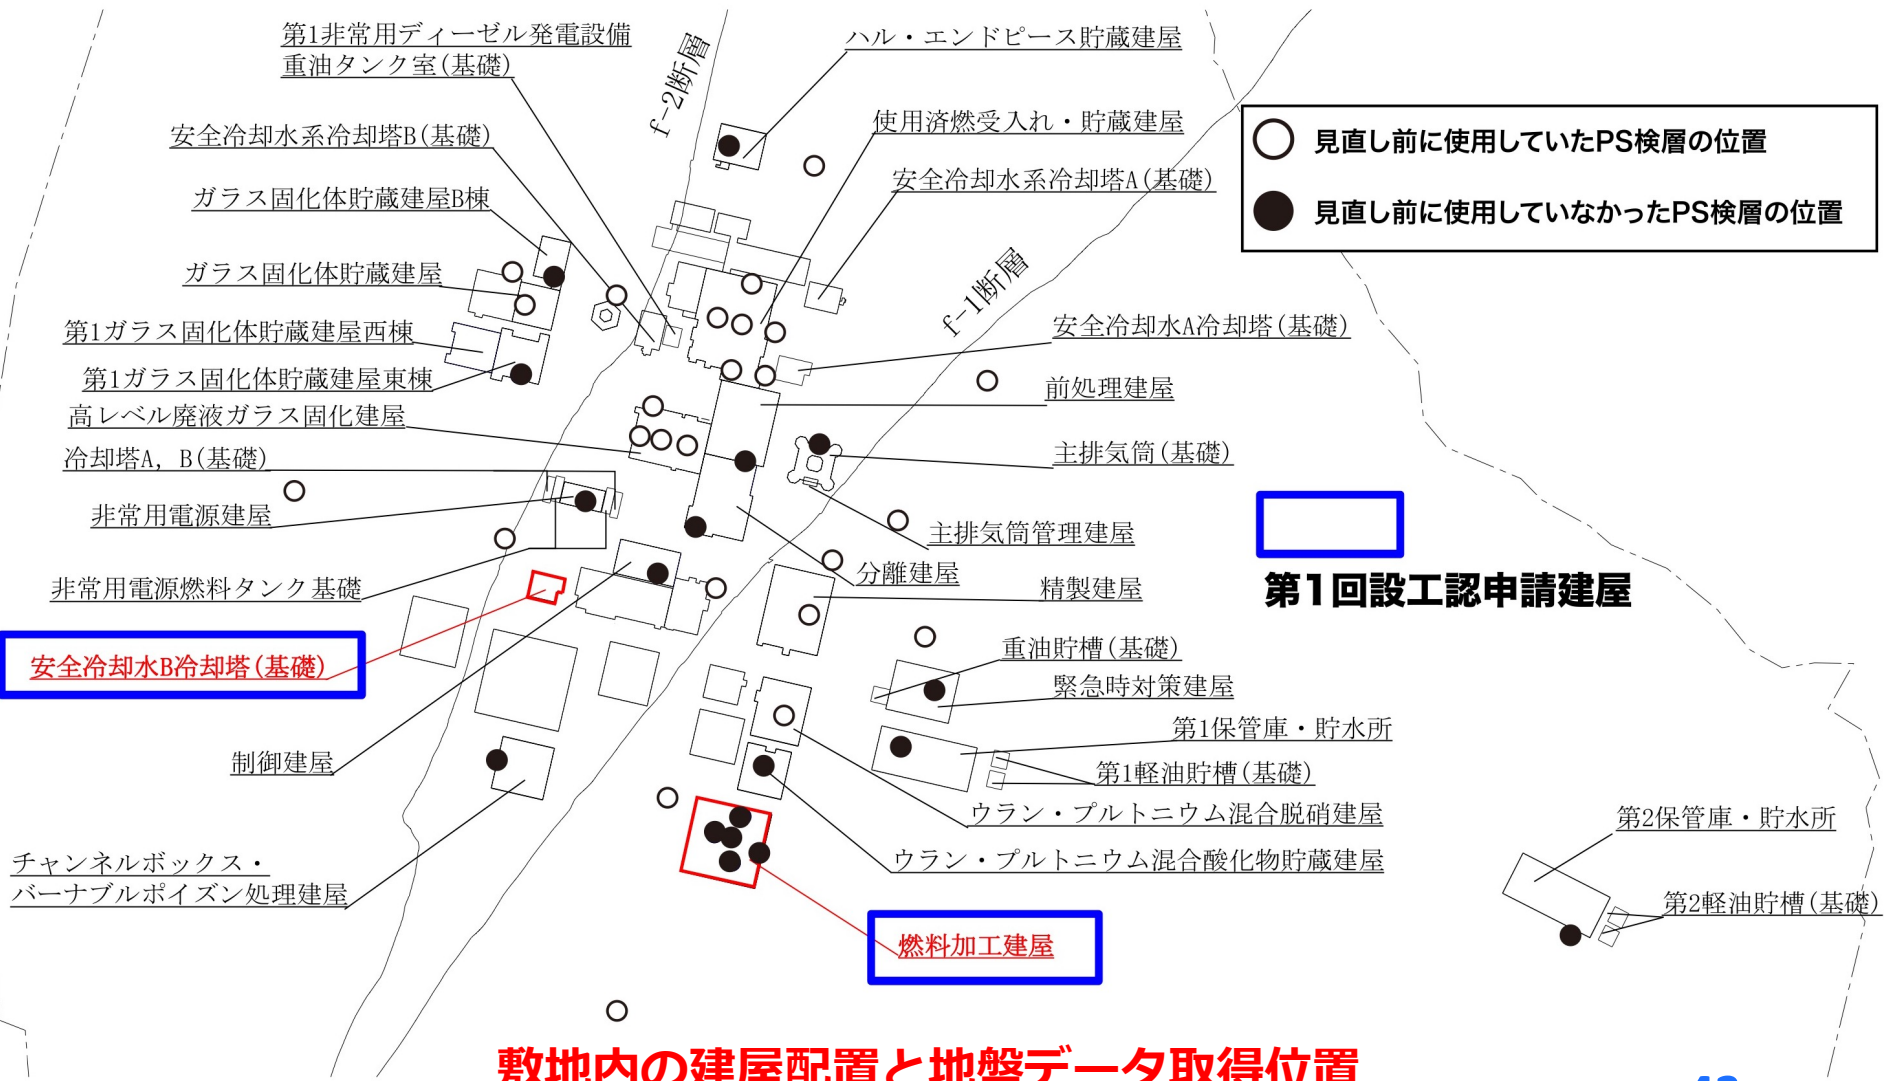 第1非常用ディーゼル発電設備
重油タンク室(基礎)
f-2断層
ハル・エンドピース貯蔵建屋
安全冷却水系冷却塔B(基礎)
使用済燃受入れ・貯蔵建屋
見直し前に使用していたPS検層の位置
ガラス固化体貯蔵建屋B棟
安全冷却水系冷却塔A(基礎)
見直し前に使用していなかったPS検層の位置
ガラス固化体貯蔵建屋
f-1断層
第1ガラス固化体貯蔵建屋西棟
安全冷却水A冷却塔(基礎)
第1ガラス固化体貯蔵建屋東棟
前処理建屋
高レベル廃液ガラス固化建屋
冷却塔A, B(基礎)
主排気筒(基礎)
非常用電源建屋
主排気筒管理建屋
分離建屋
非常用電源燃料タンク基礎
精製建屋
第1回設工認申請建屋
安全冷却水B冷却塔(基礎)
重油貯槽(基礎)
緊急時対策建屋
第1保管庫・貯水所
制御建屋
第1軽油貯槽(基礎)
ウラン・プルトニウム混合脱硝建屋
第2保管庫・貯水所
チャンネルボックス・
バーナブルポイズン処理建屋
ウラン・プルトニウム混合酸化物貯蔵建屋
第2軽油貯槽(基礎)
燃料加工建屋
敷地内の建屋配置と地盤データ取得位置